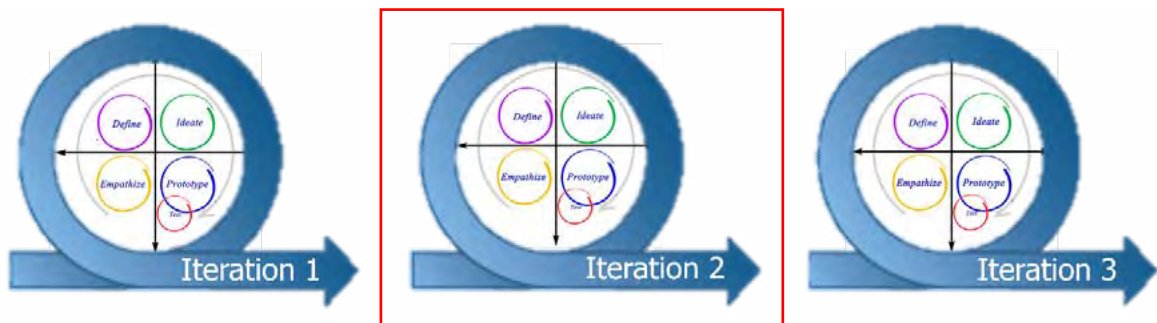 Define
Ideate
Empathize
Prototype
Test
Iteration 1
Define
Ideate
Empathize
Prototype
Test
Iteration 2
Define
Ideate
Empathize
Prototype
Test
Iteration 3